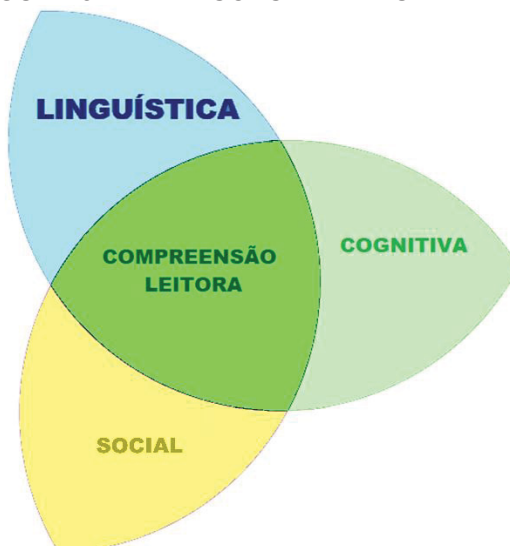 LINGUÍSTICA
COMPREENSÃO
LEITORA
COGNITIVA
SOCIAL